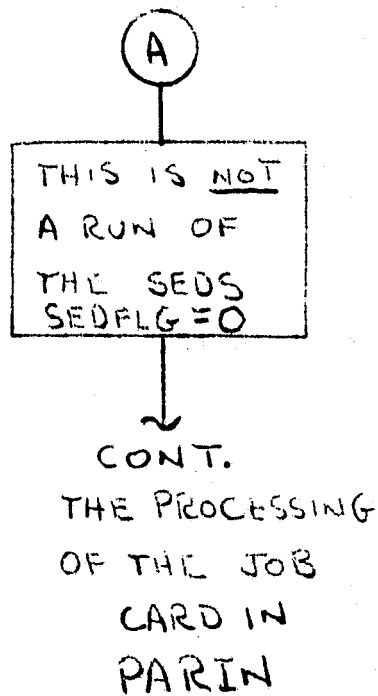 A
THIS IS NOT
A RUN OF
THE SEDS
SEDFLG = 0
CONT.
THE PROCESSING
OF THE JOB
CARD IN
PARIN